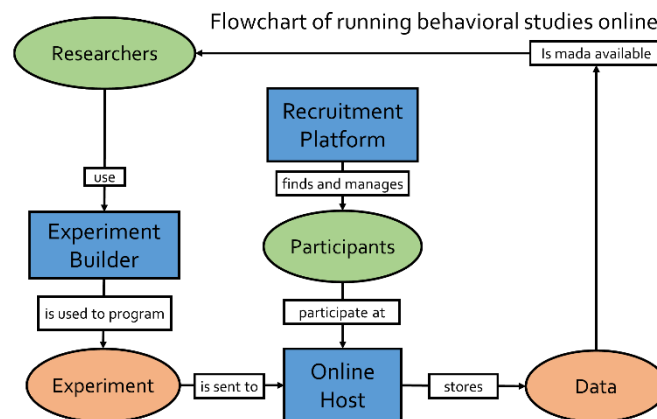 Flowchart of running behavioral studies online
Researchers
Is mada available
Recruitment
Platform
use
finds and manages
Experiment
Builder
Participants
is used to program
participate at
Experiment
is sent to
Online
Host
stores
Data